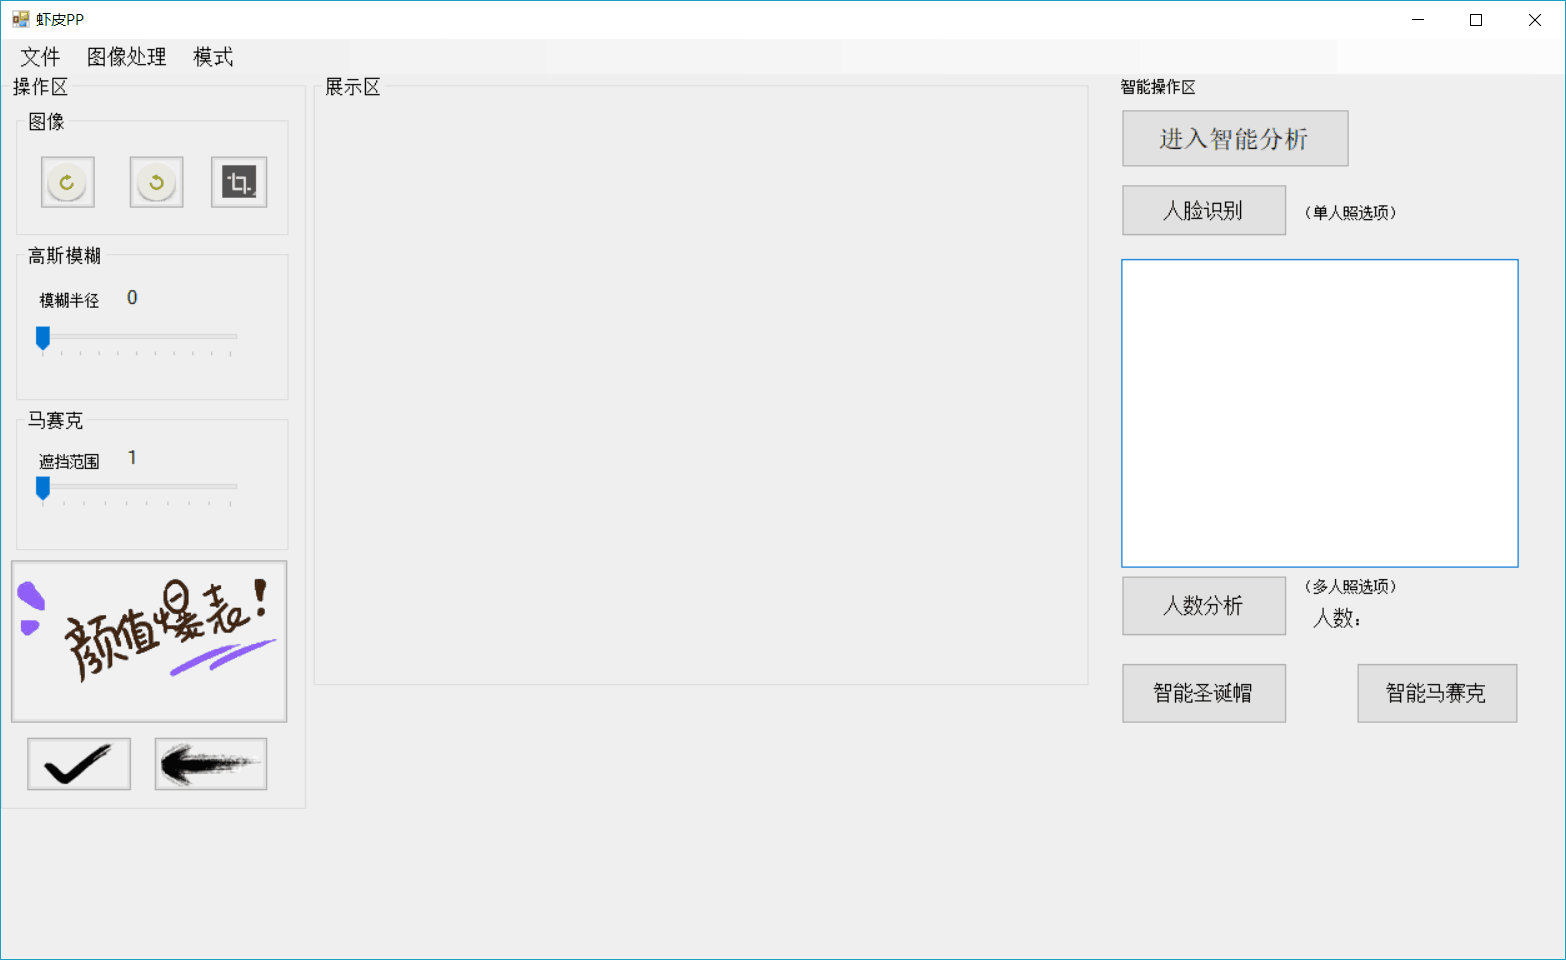 虾皮PP
文件 图像处理 模式
操作区
图像
高斯模糊
模糊半径 0
马赛克
遮挡范围 1
颜值爆表!
展示区
智能操作区
进入智能分析
人脸识别 （单人照选项）
人数分析 （多人照选项）
人数：
智能圣诞帽 智能马赛克